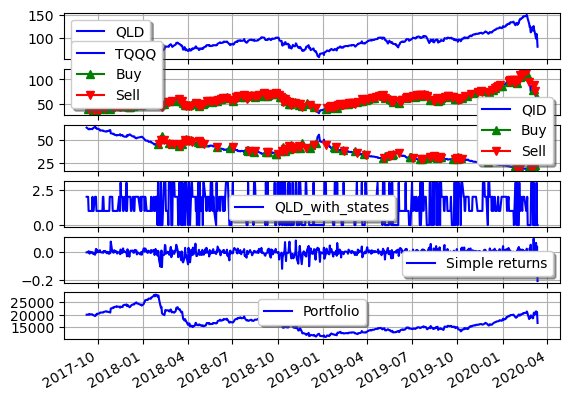 150
100
QLD
TQQQ
Buy
Sell
100
50
QID
Buy
Sell
50
25
2.5
0.0
QLD_with_states
0.0
-0.2
Simple returns
25000
20000
15000
Portfolio
2017-10
2018-01
2018-04
2018-07
2018-10
2019-01
2019-04
2019-07
2019-10
2020-01
2020-04